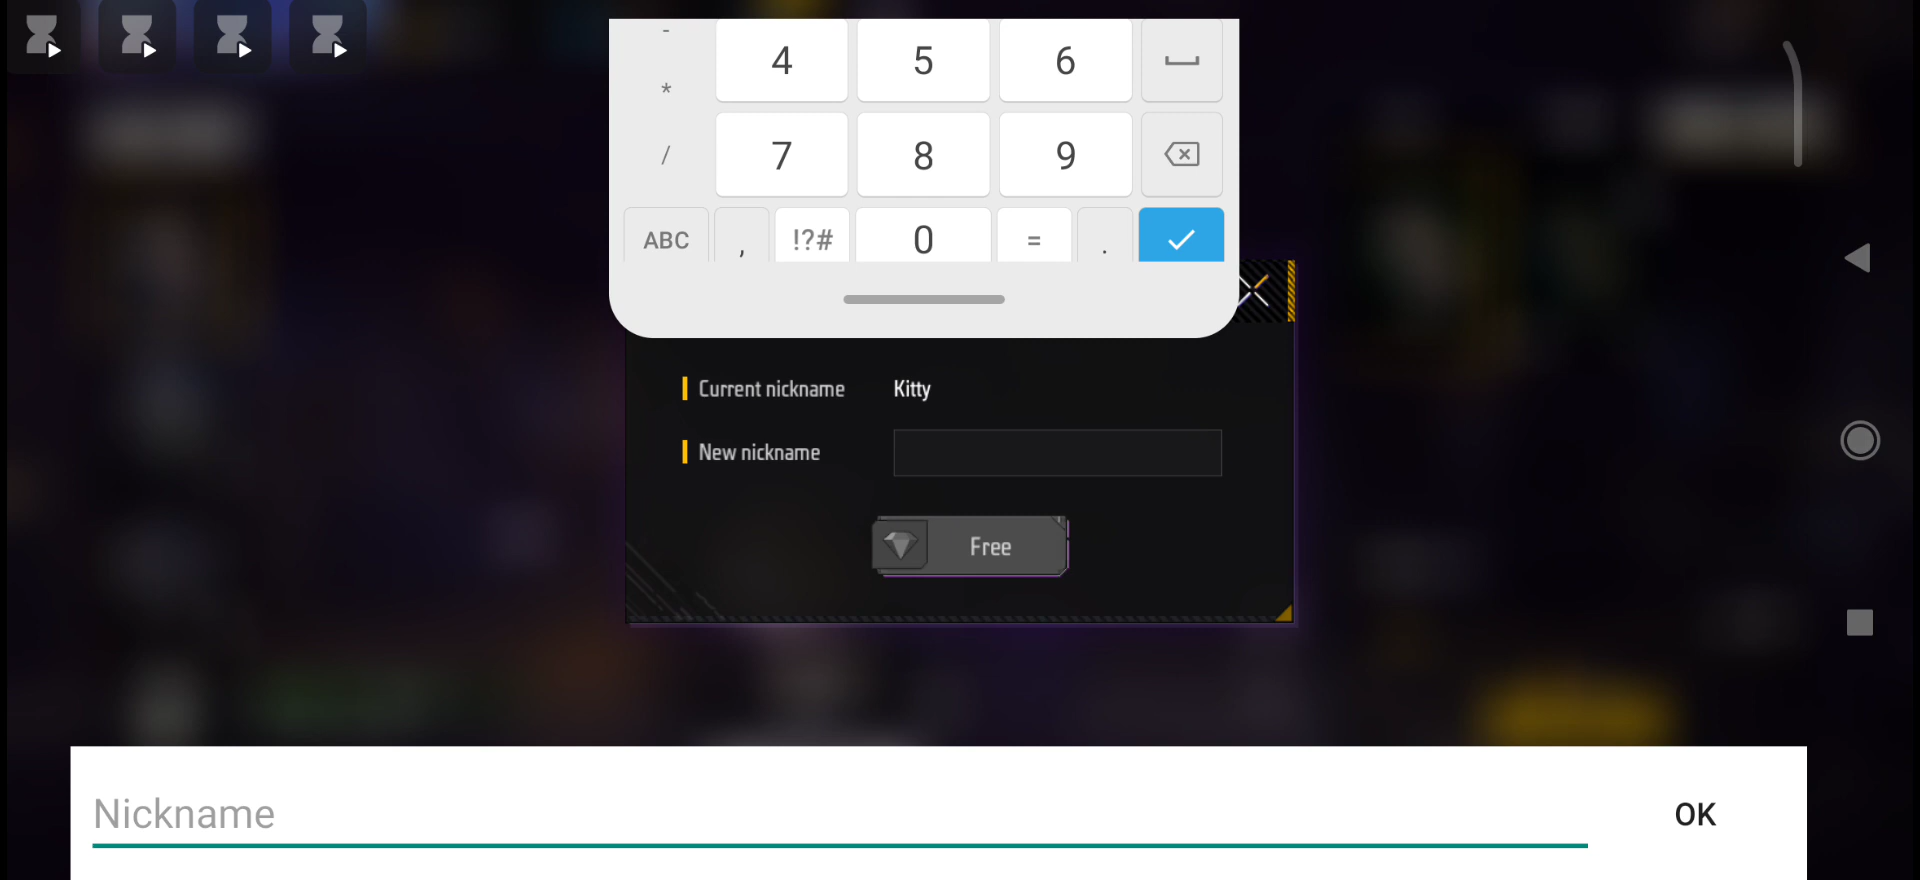 -
4 5 6
*
/ 7 8 9
ABC , !?# 0 = .
Current nickname Kitty
New nickname
Free
Nickname OK